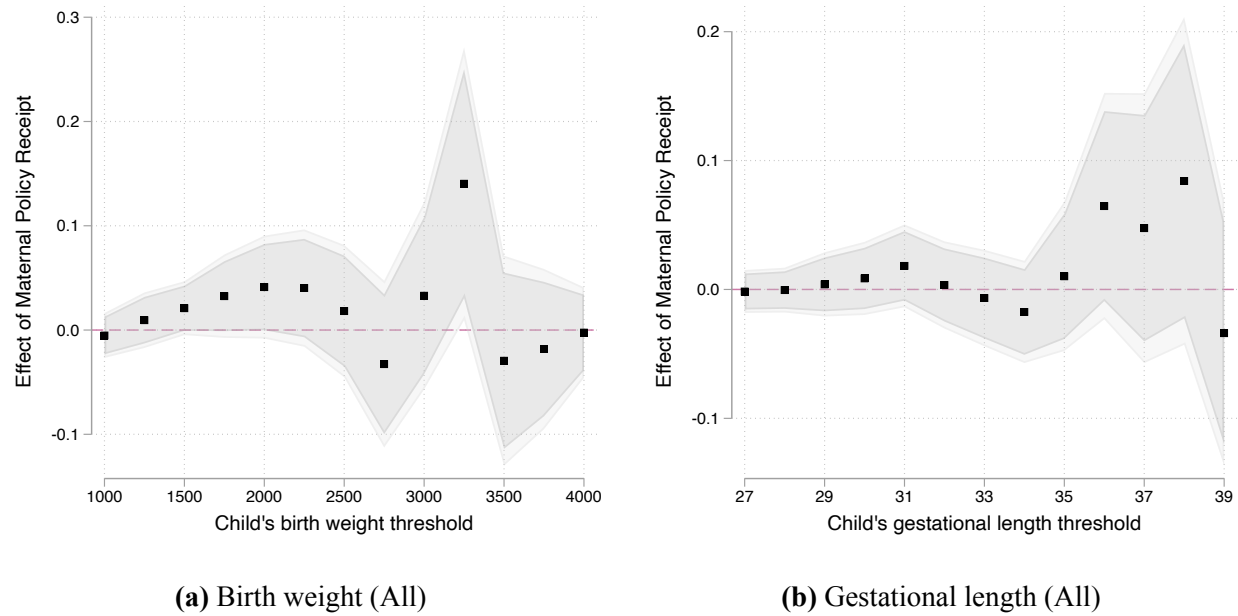 Effect of Maternal Policy Receipt
0.3
0.2
0.1
0.0
-0.1
1000 1500 2000 2500 3000 3500 4000
Child's birth weight threshold
(a) Birth weight (All)
Effect of Maternal Policy Receipt
0.2
0.1
0.0
-0.1
27 29 31 33 35 37 39
Child's gestational length threshold
(b) Gestational length (All)